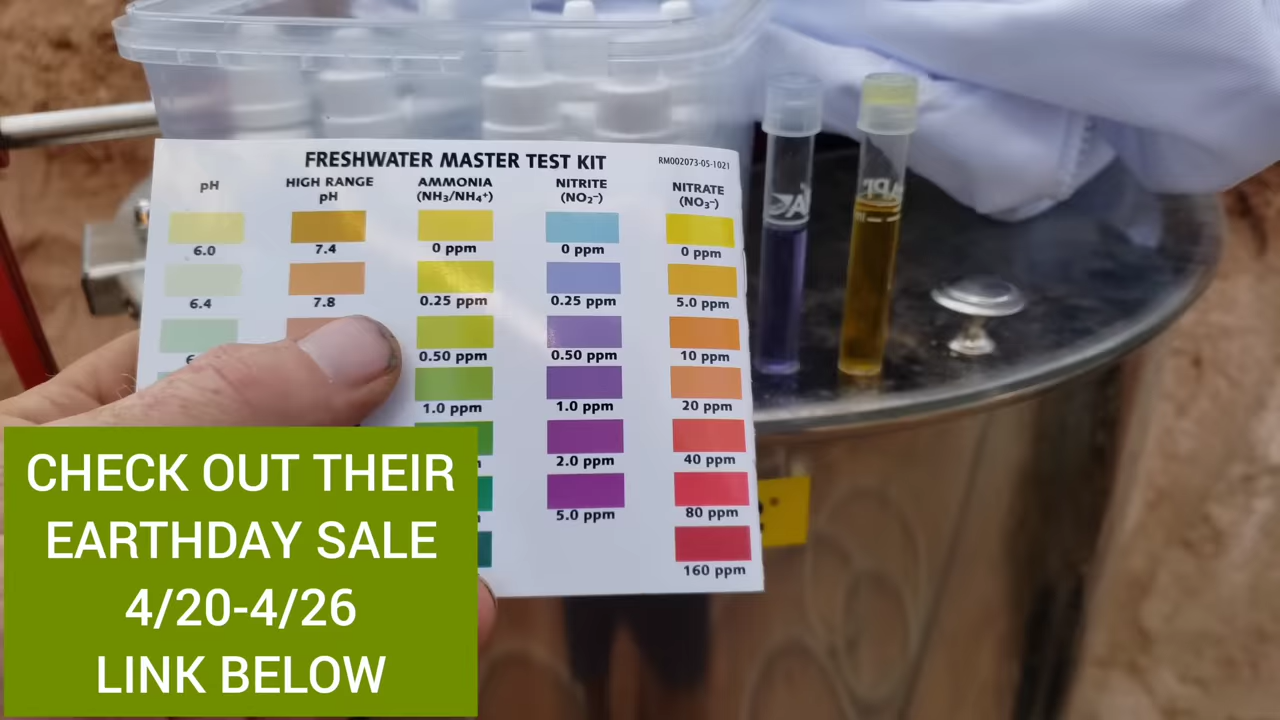 FRESHWATER MASTER TEST KIT
RM002073-05-1021
pH
HIGH RANGE
pH
AMMONIA
(NH₃/NH₄⁺)
NITRITE
(NO₂⁻)
NITRATE
(NO₃⁻)
6.0
7.4
0 ppm
0 ppm
0 ppm
6.4
7.8
0.25 ppm
0.25 ppm
5.0 ppm
0.50 ppm
0.50 ppm
10 ppm
1.0 ppm
1.0 ppm
20 ppm
2.0 ppm
40 ppm
5.0 ppm
80 ppm
160 ppm
CHECK OUT THEIR
EARTHDAY SALE
4/20-4/26
LINK BELOW